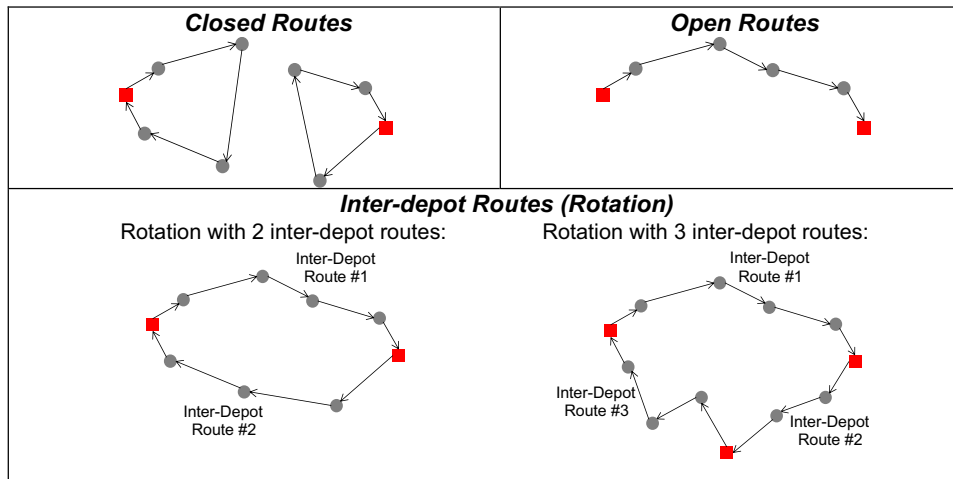 Closed Routes
Open Routes
Inter-depot Routes (Rotation)
Rotation with 2 inter-depot routes:
Rotation with 3 inter-depot routes:
Inter-Depot
Route #1
Inter-Depot
Route #2
Inter-Depot
Route #1
Inter-Depot
Route #3
Inter-Depot
Route #2